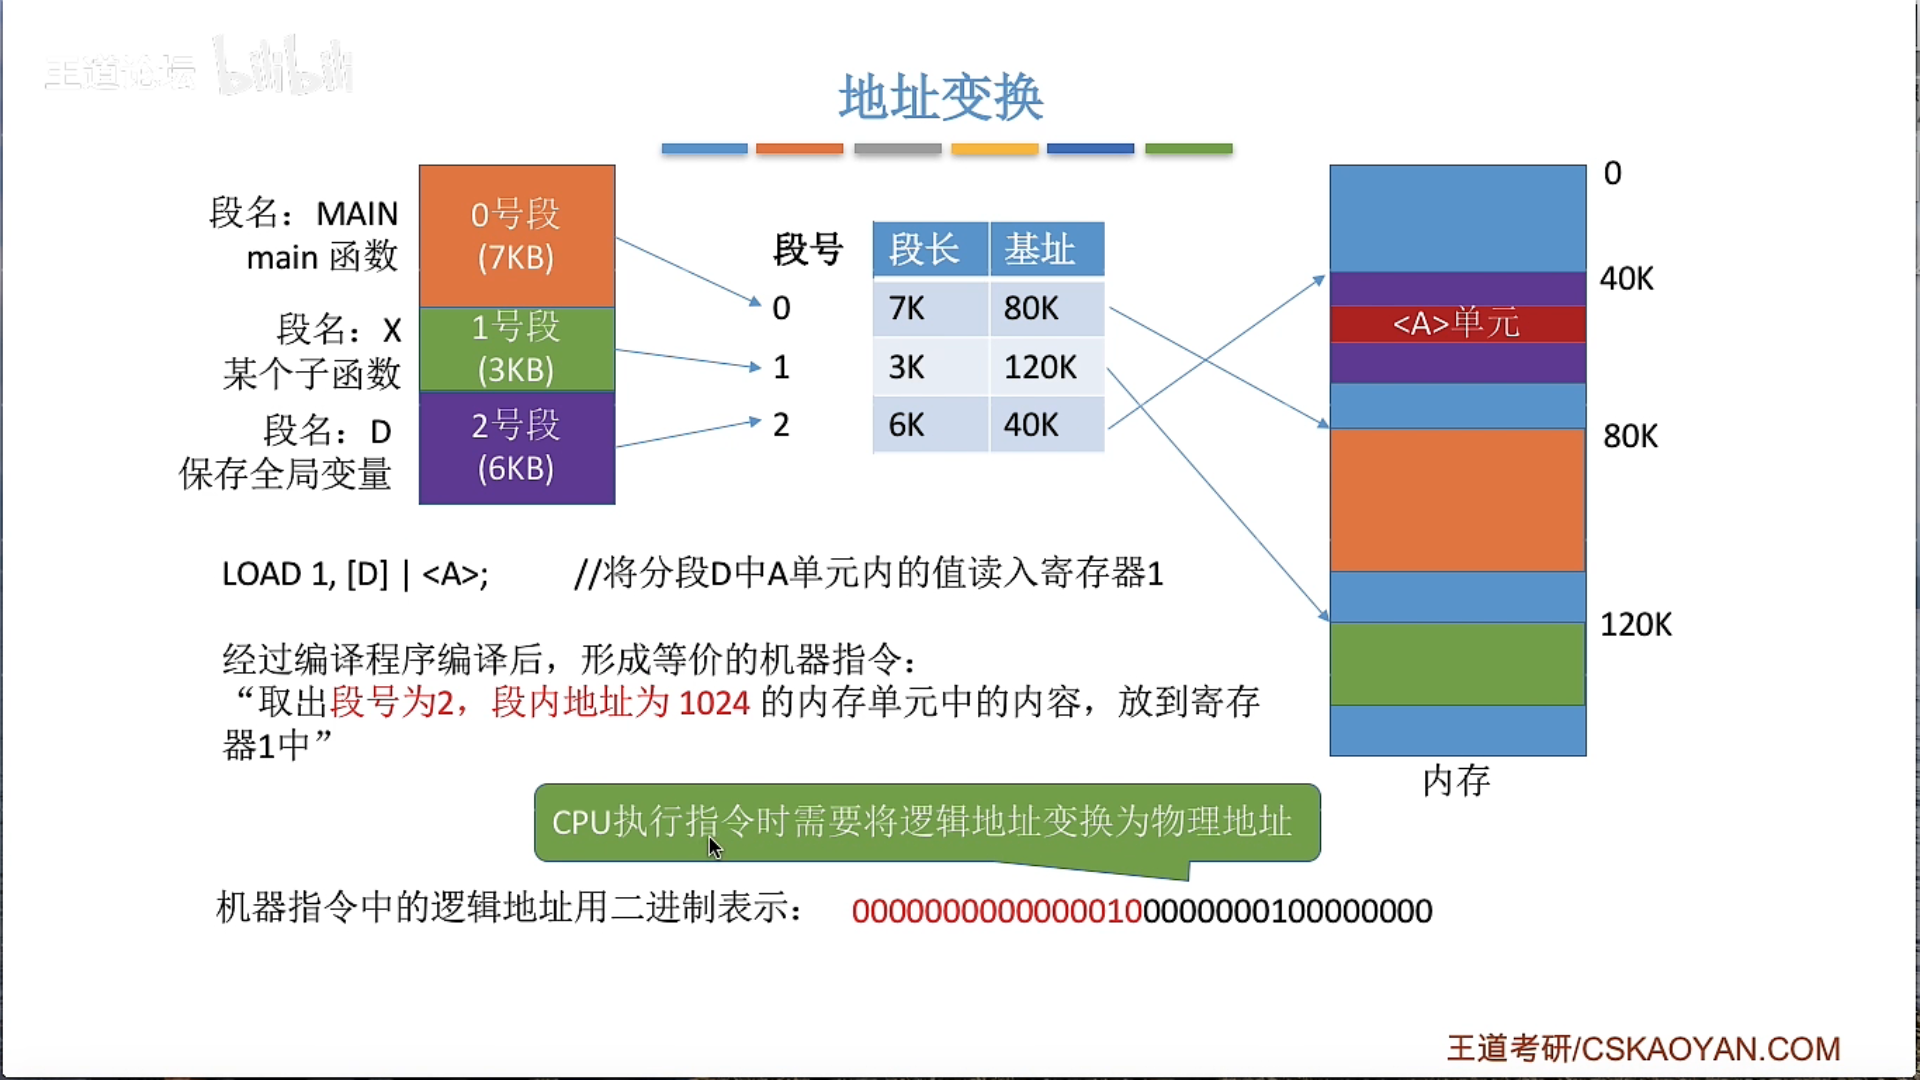 王道论坛 bilibili
地址变换
段名：MAIN
main 函数
0号段
(7KB)
段名：X
某个子函数
1号段
(3KB)
段名：D
保存全局变量
2号段
(6KB)
段号 段长 基址
0 7K 80K
1 3K 120K
2 6K 40K
0
40K
<A>单元
80K
120K
内存
LOAD 1, [D] | <A>; //将分段D中A单元内的值读入寄存器1
经过编译程序编译后，形成等价的机器指令：
“取出段号为2，段内地址为 1024 的内存单元中的内容，放到寄存
器1中”
CPU执行指令时需要将逻辑地址变换为物理地址
机器指令中的逻辑地址用二进制表示： 00000000000000100000000100000000
王道考研/CSKAOYAN.COM